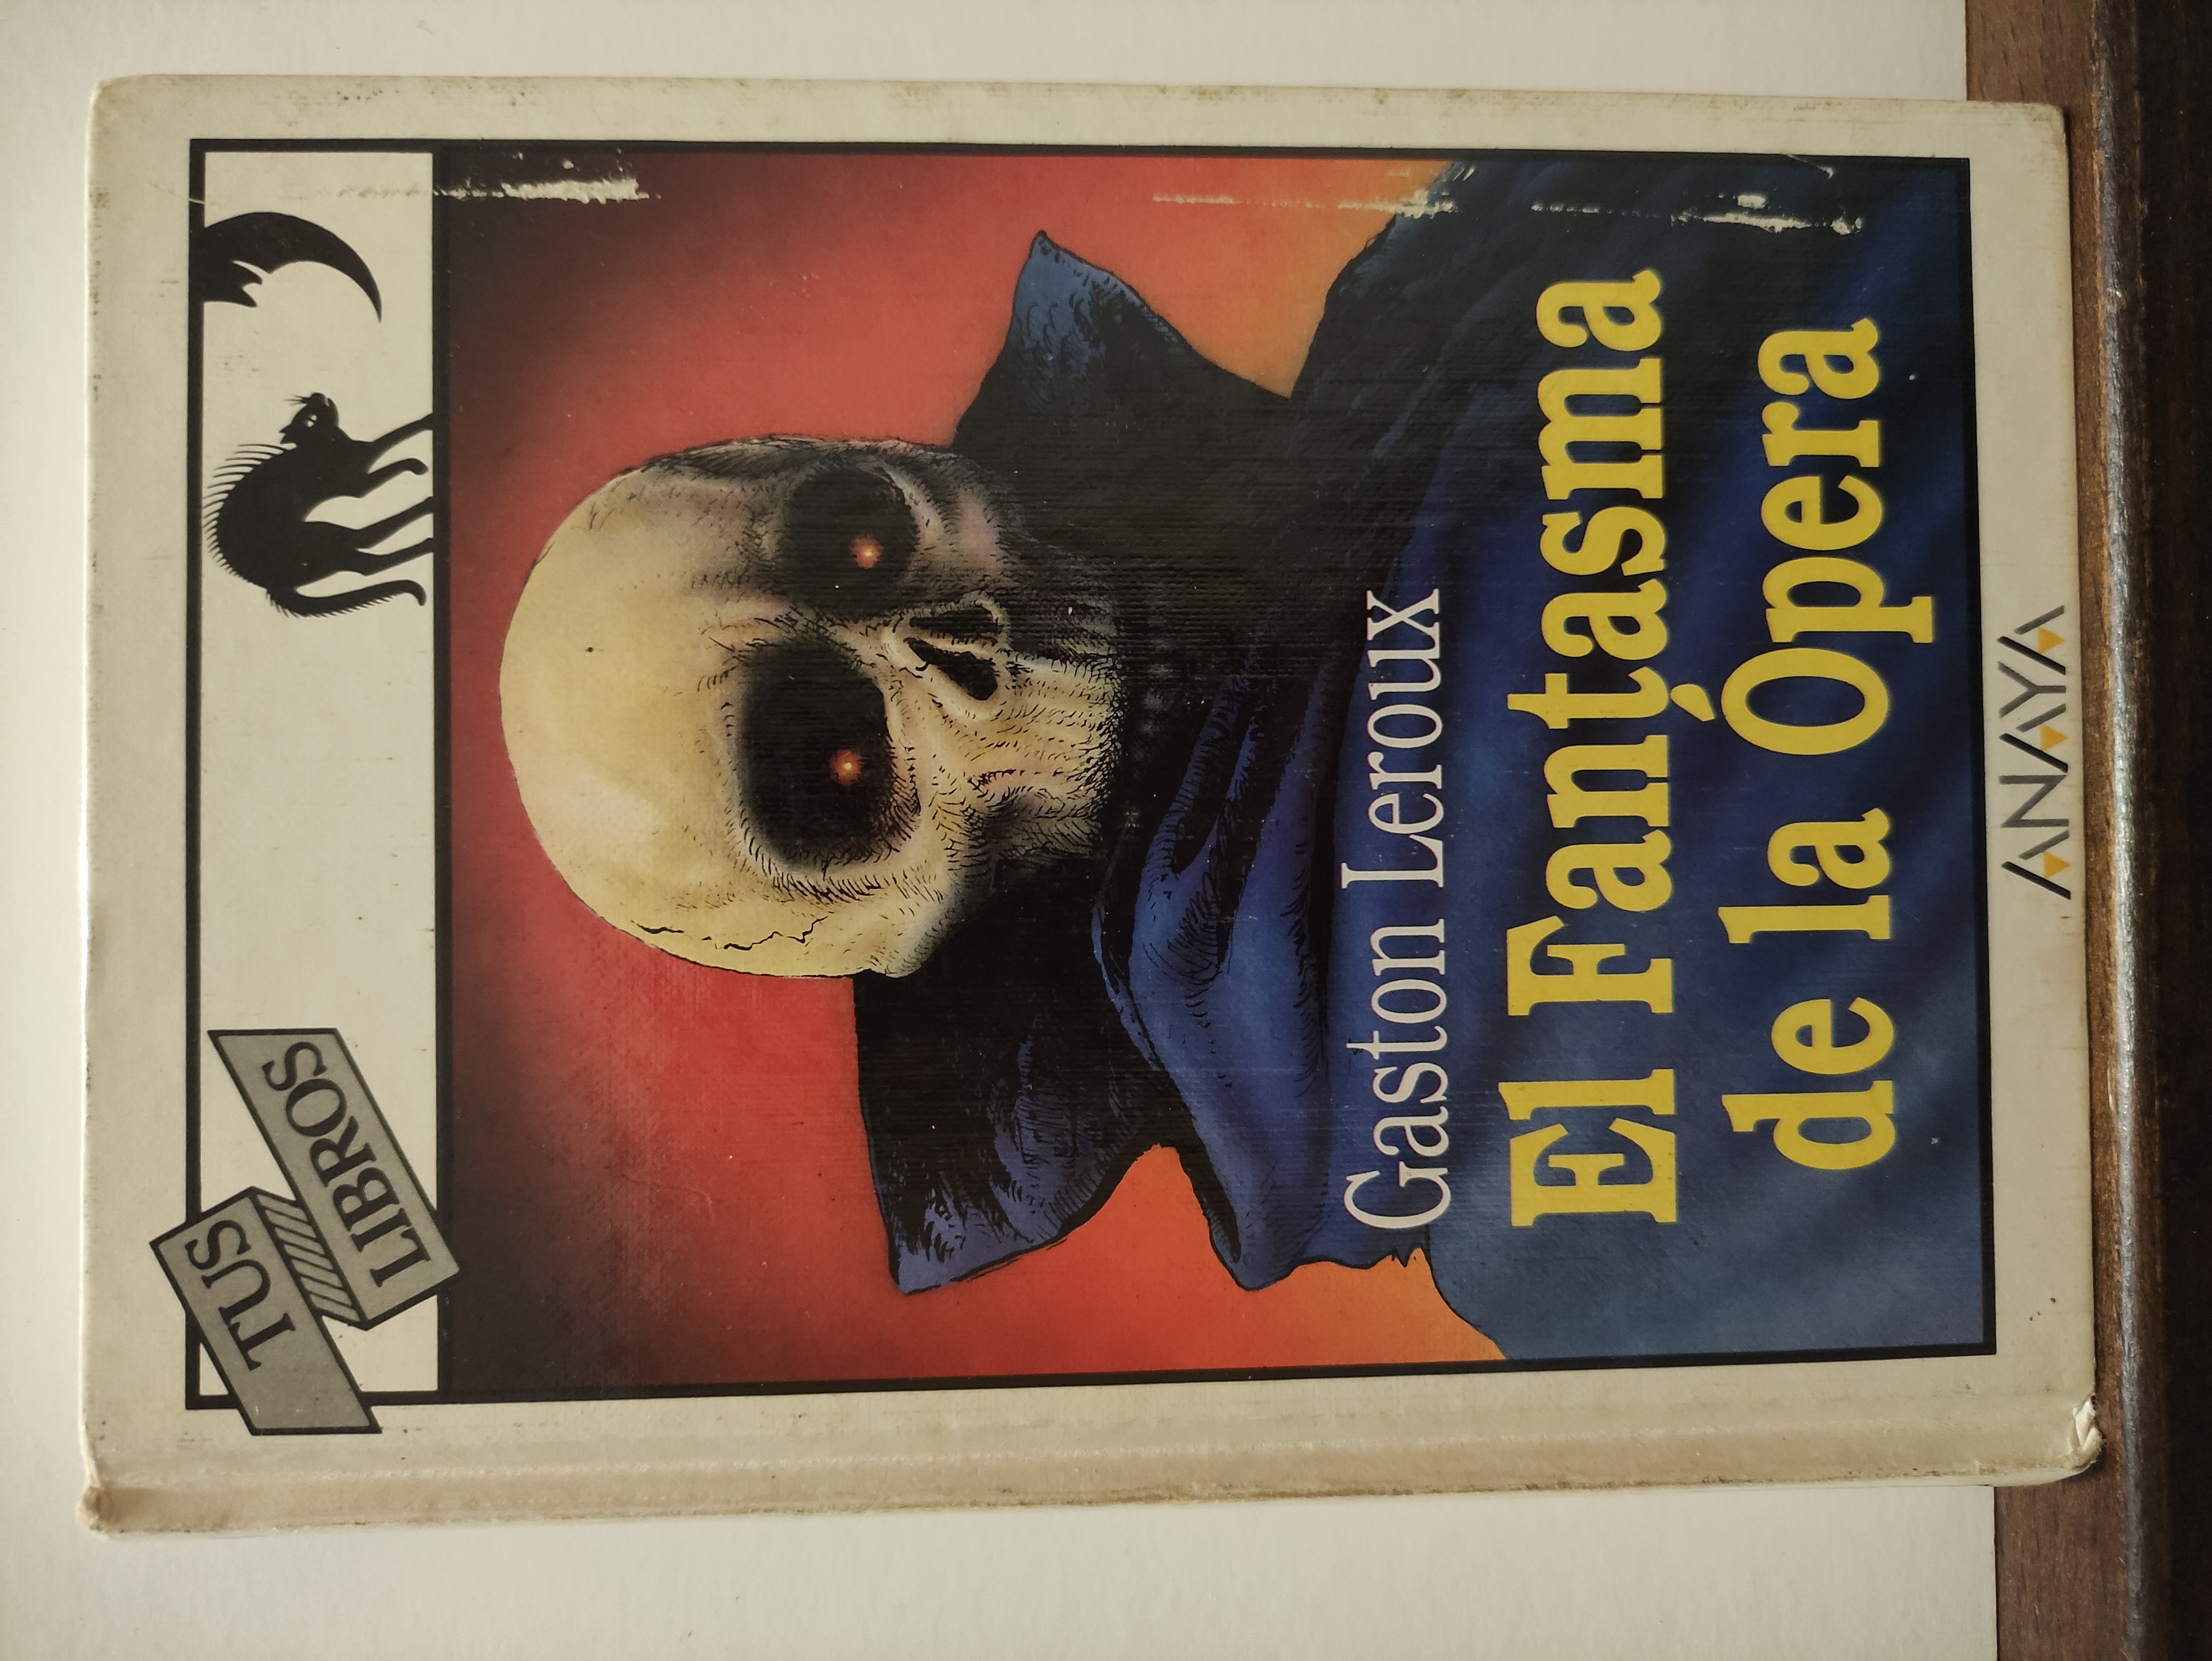 TUS
LIBROS
Gaston Leroux
El Fantasma
de la Ópera
ANAYA